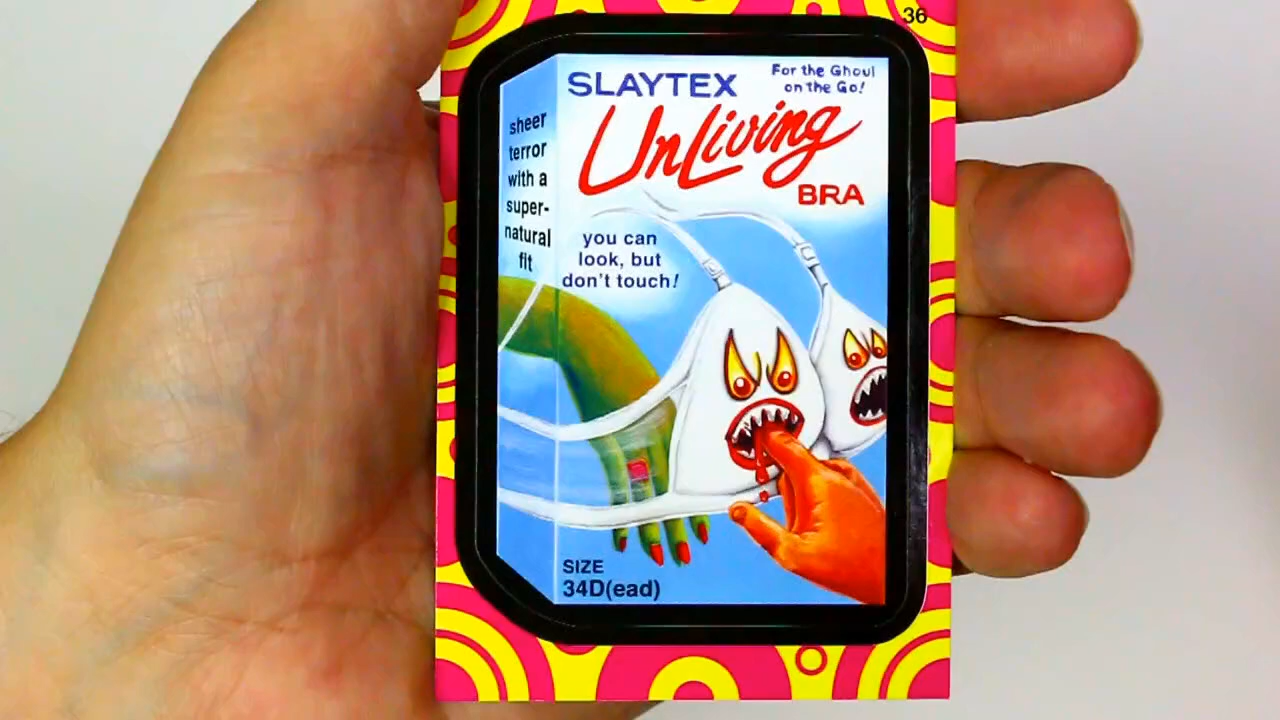 36
SLAYTEX
For the Ghoul
on the Go!
UnLiving
BRA
sheer
terror
with a
super-
natural
fit
you can
look, but
don't touch!
SIZE
34D(ead)